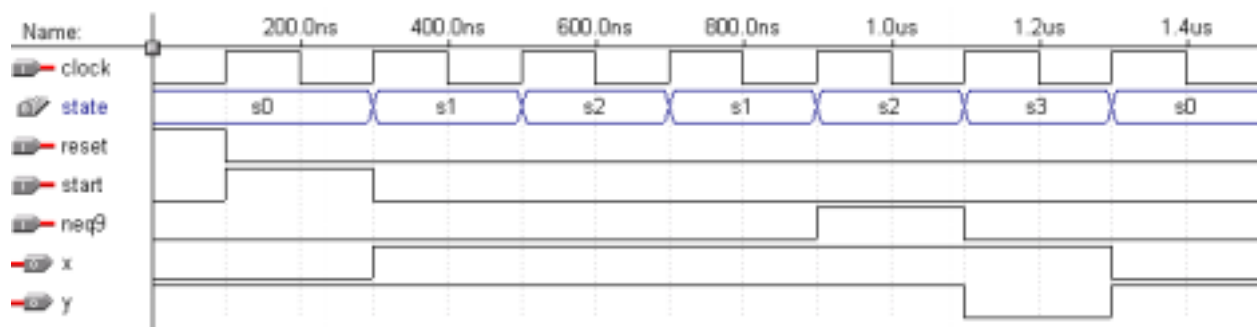 Name: 200.0ns 400.0ns 600.0ns 800.0ns 1.0us 1.2us 1.4us
clock
state s0 s1 s2 s1 s2 s3 s0
reset
start
neq9
x
y